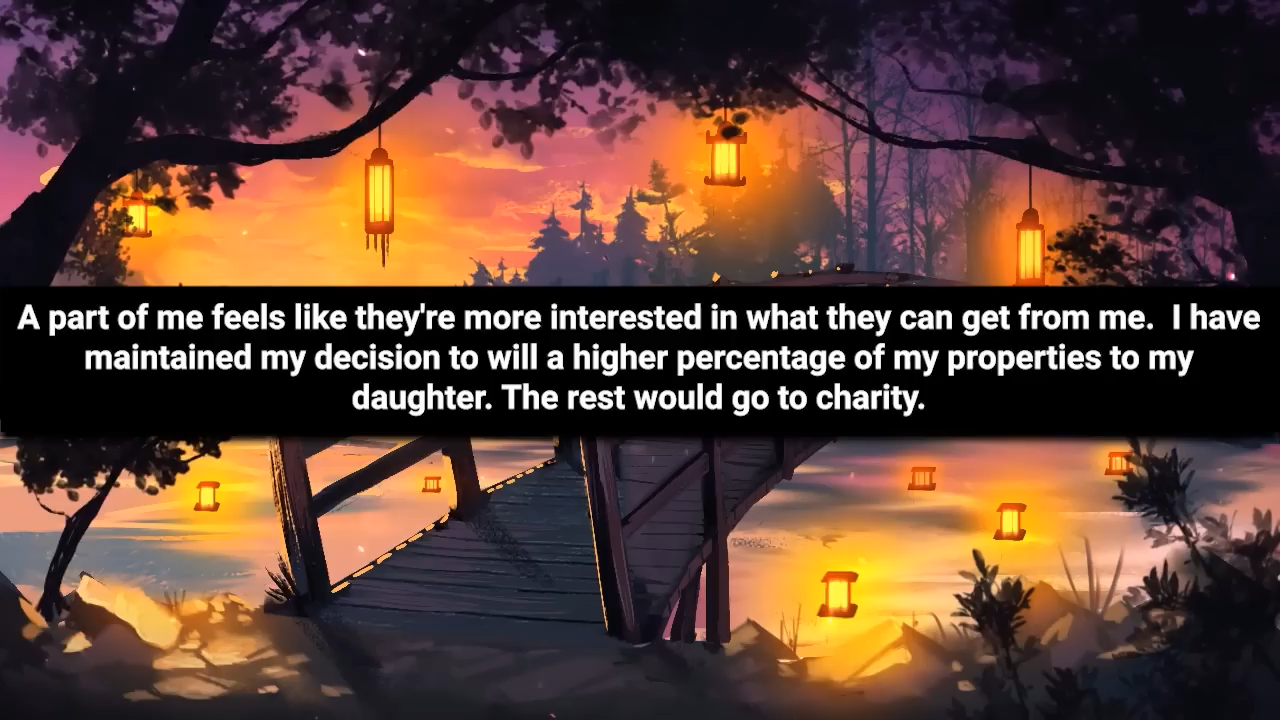 A part of me feels like they're more interested in what they can get from me.  I have
maintained my decision to will a higher percentage of my properties to my
daughter. The rest would go to charity.